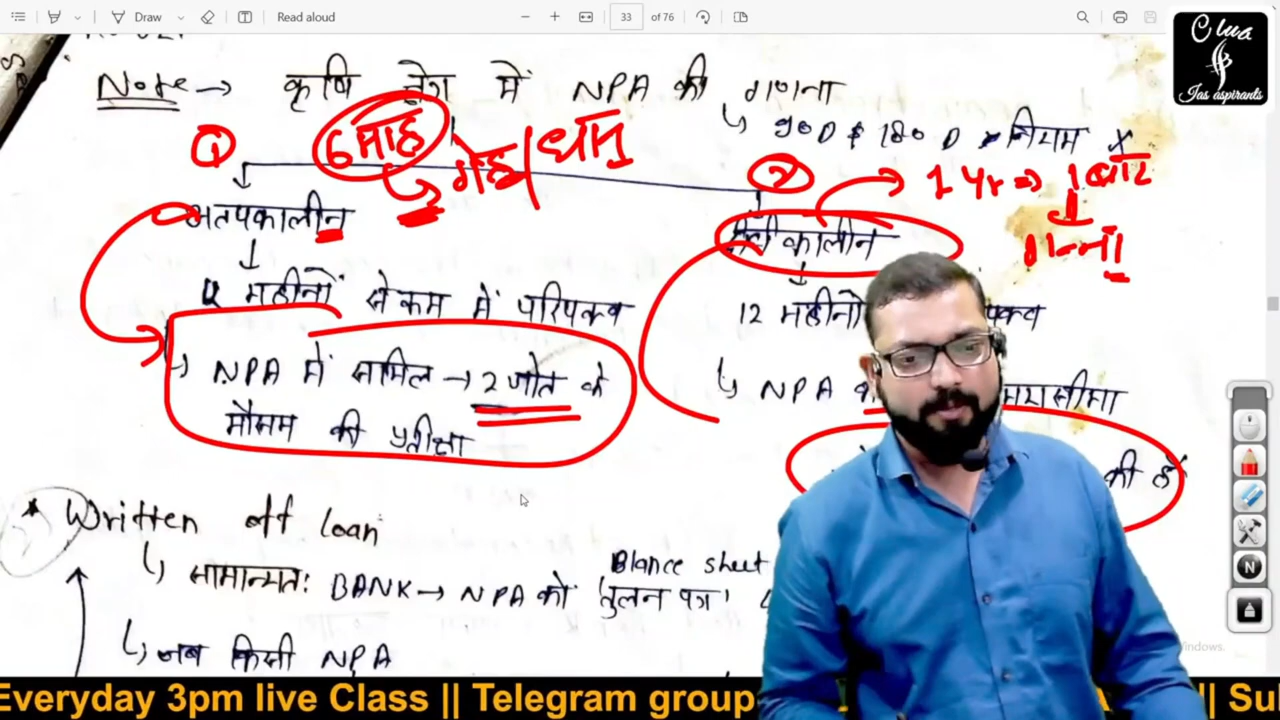 Draw
Read aloud
33 of 76
Clua
Ias aspirants
Note → कृषि क्षेत्र में NPA की गणना
↳ 90 D & 180 D नियम X
① 6 माह
② 1 yr ⇒ 1 बार
गन्ना
अल्पकालीन
कालीन
महीनों से कम में परिपक्व
12 महीनो
↳ NPA में सामिल → 2 जोत के
मौसम की प्रतीक्षा
↳ NPA
* Written off loan
↳ सामान्यत: BANK → NPA को 'तुलन पत्र'
Blance sheet
↳ जब किसी NPA
Everyday 3pm live Class || Telegram group
|| Su